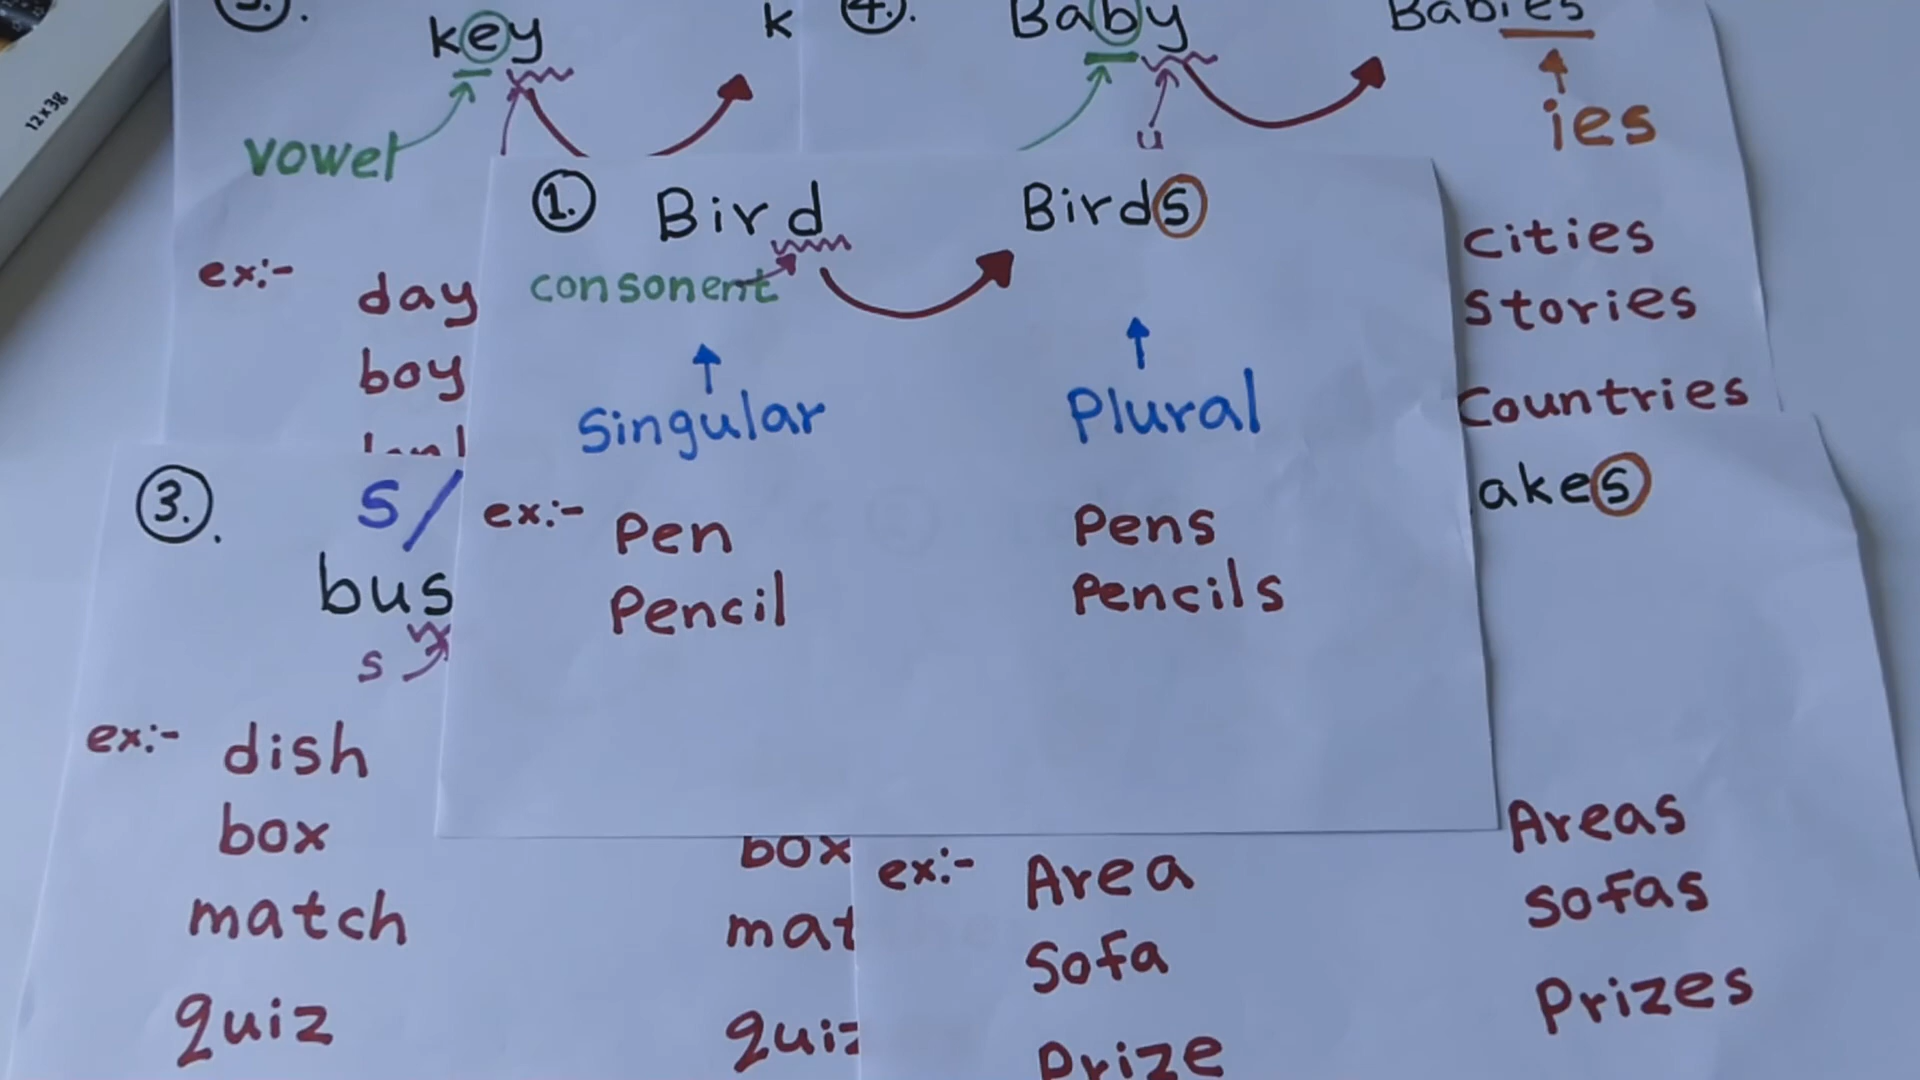 12x3g
key
k
vowel
ex:-
day
boy
4.
Baby
Babies
u
ies
cities
stories
Countries
1. Bird Birds
consonent
Singular Plural
ex:- Pen Pens
Pencil Pencils
3.
S/
bus
s
ex:- dish
box box
match mat
quiz quiz
akes
ex:- Area Areas
Sofa Sofas
Prize Prizes